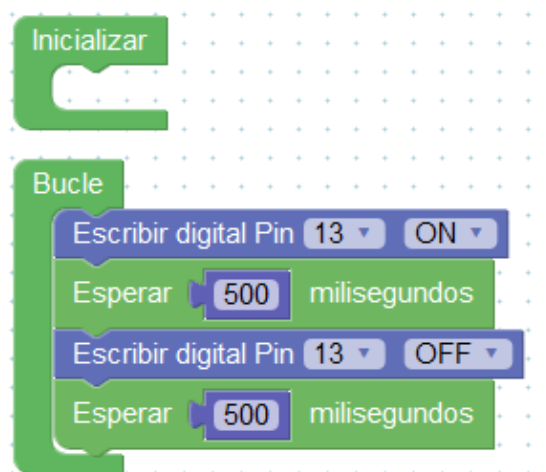 Inicializar
Bucle
Escribir digital Pin 13 ON
Esperar 500 milisegundos
Escribir digital Pin 13 OFF
Esperar 500 milisegundos